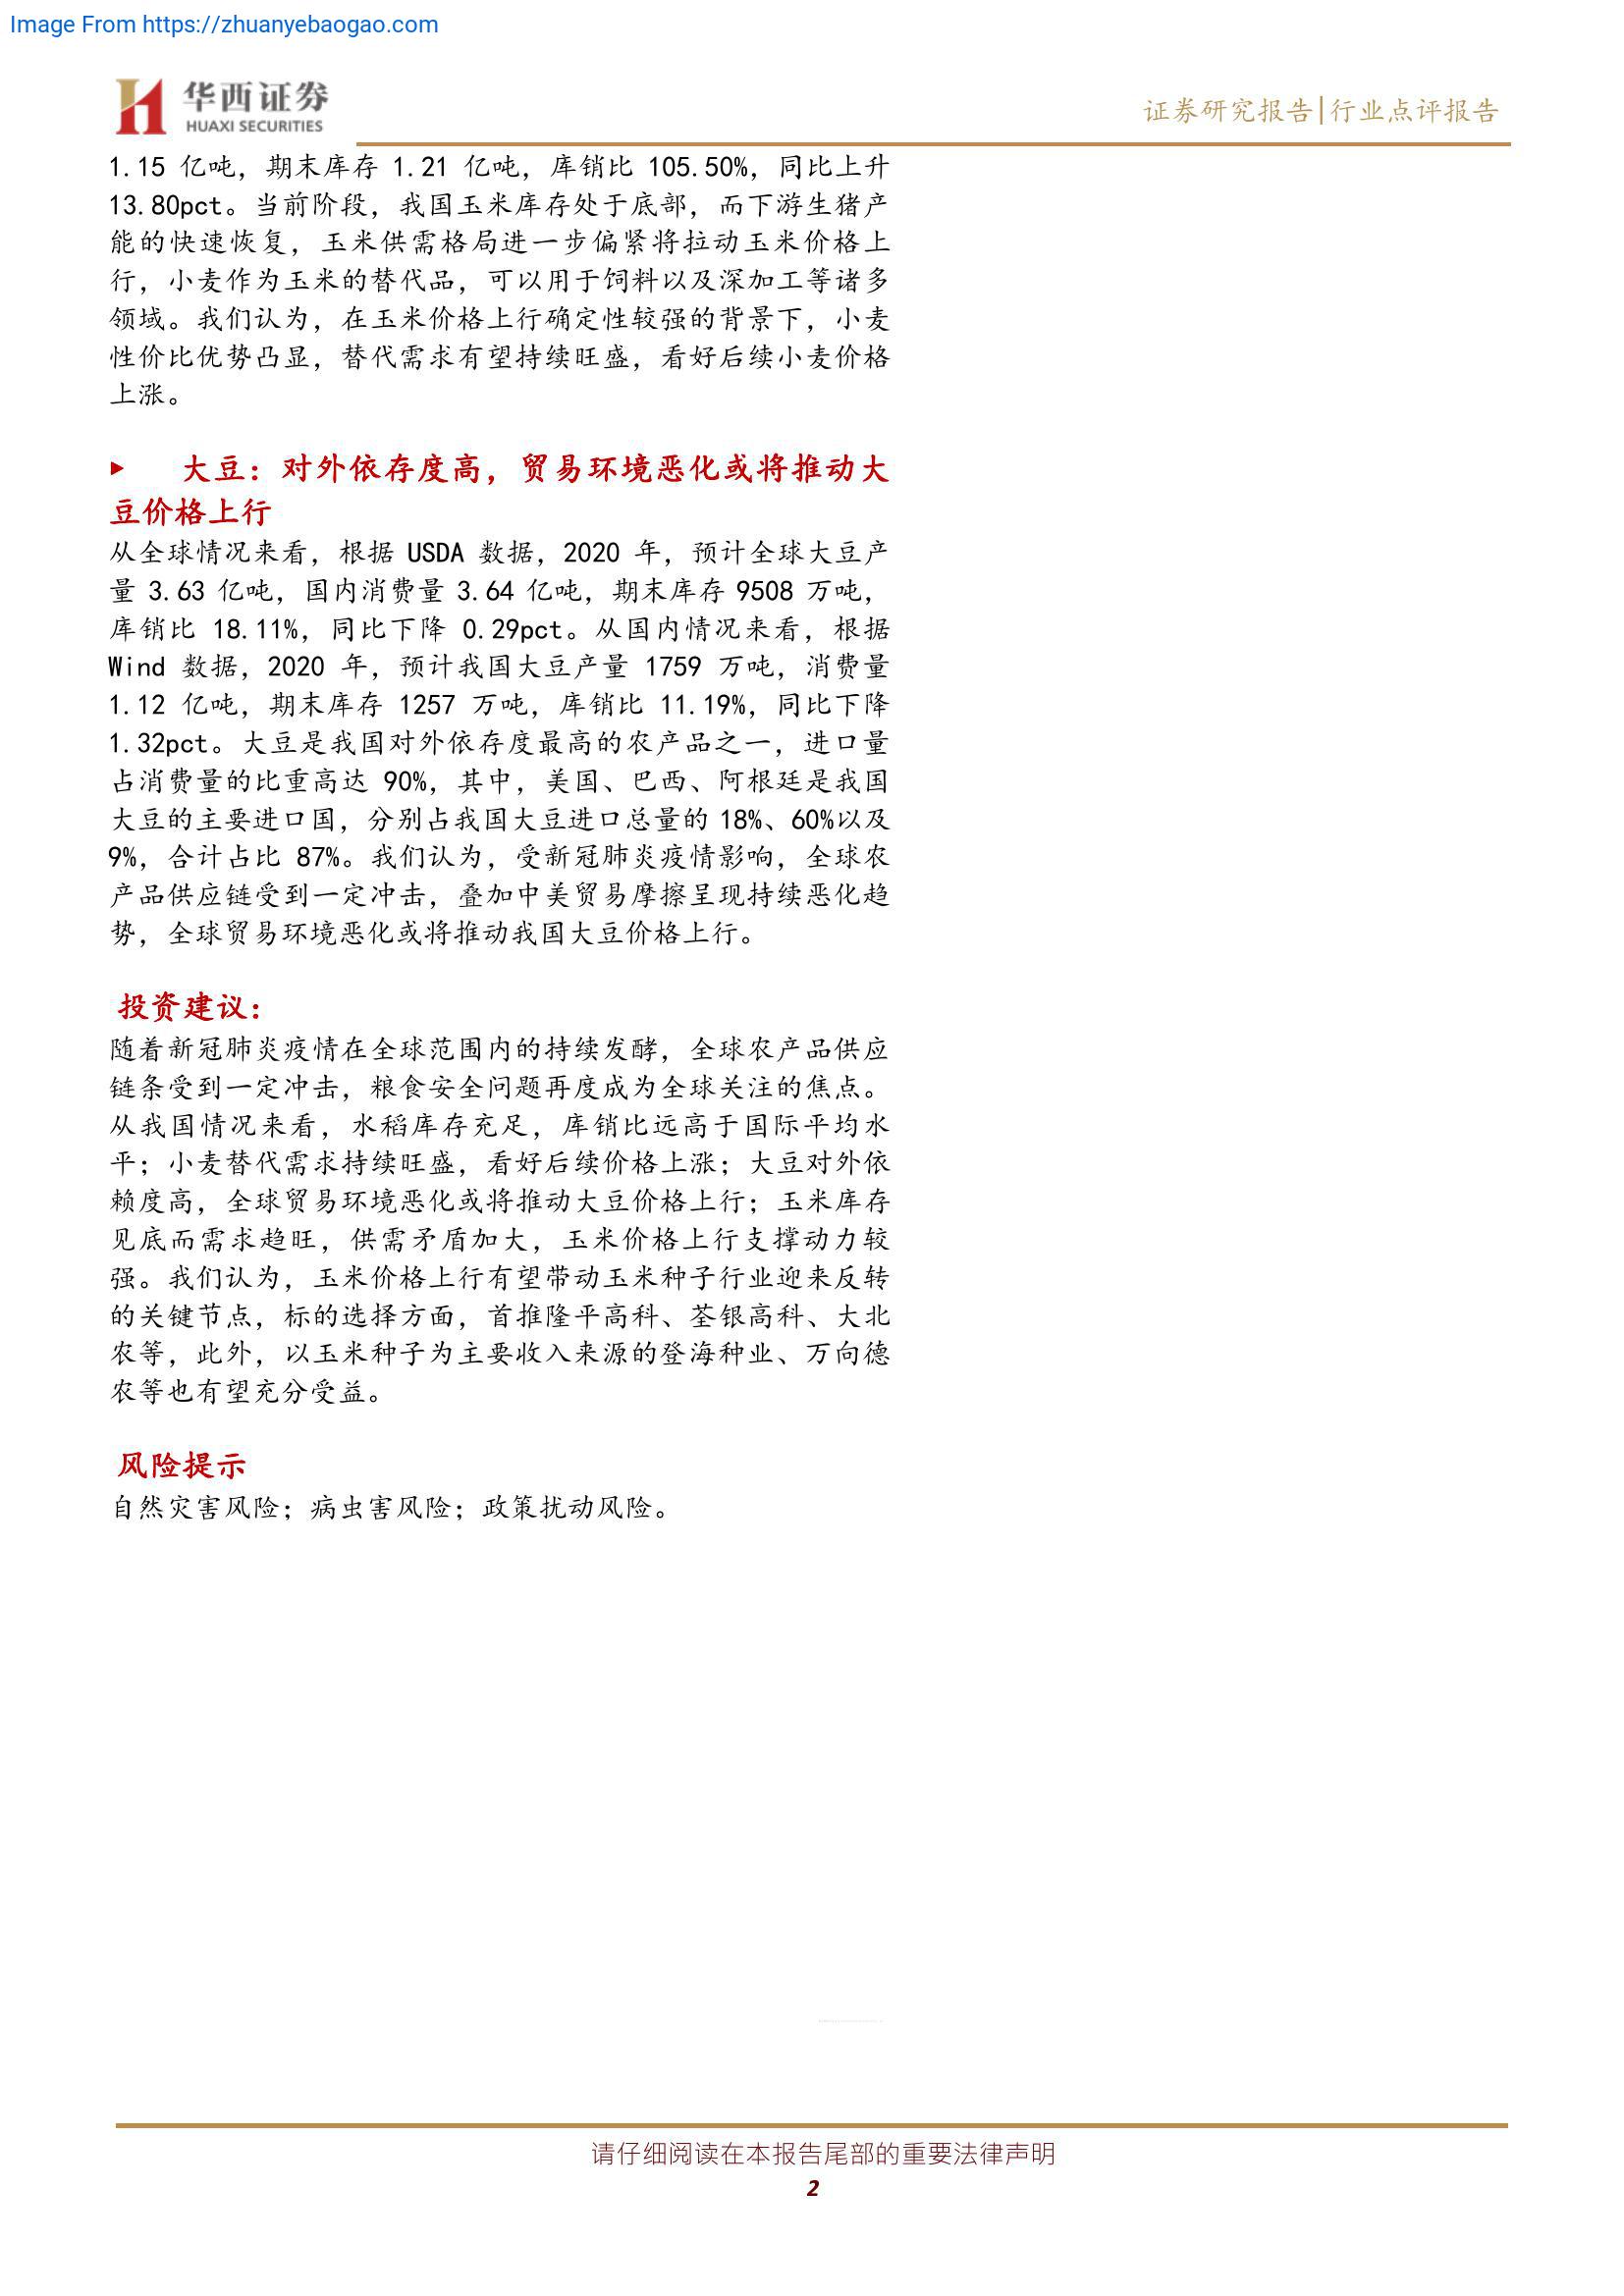 Image From https://zhuanyebaogao.com
华西证券
HUAXI SECURITIES
证券研究报告|行业点评报告
1.15 亿吨，期末库存 1.21 亿吨，库销比 105.50%，同比上升
13.80pct。当前阶段，我国玉米库存处于底部，而下游生猪产
能的快速恢复，玉米供需格局进一步偏紧将拉动玉米价格上
行，小麦作为玉米的替代品，可以用于饲料以及深加工等诸多
领域。我们认为，在玉米价格上行确定性较强的背景下，小麦
性价比优势凸显，替代需求有望持续旺盛，看好后续小麦价格
上涨。
▶ 大豆：对外依存度高，贸易环境恶化或将推动大
豆价格上行
从全球情况来看，根据 USDA 数据，2020 年，预计全球大豆产
量 3.63 亿吨，国内消费量 3.64 亿吨，期末库存 9508 万吨，
库销比 18.11%，同比下降 0.29pct。从国内情况来看，根据
Wind 数据，2020 年，预计我国大豆产量 1759 万吨，消费量
1.12 亿吨，期末库存 1257 万吨，库销比 11.19%，同比下降
1.32pct。大豆是我国对外依存度最高的农产品之一，进口量
占消费量的比重高达 90%，其中，美国、巴西、阿根廷是我国
大豆的主要进口国，分别占我国大豆进口总量的 18%、60%以及
9%，合计占比 87%。我们认为，受新冠肺炎疫情影响，全球农
产品供应链受到一定冲击，叠加中美贸易摩擦呈现持续恶化趋
势，全球贸易环境恶化或将推动我国大豆价格上行。
投资建议：
随着新冠肺炎疫情在全球范围内的持续发酵，全球农产品供应
链条受到一定冲击，粮食安全问题再度成为全球关注的焦点。
从我国情况来看，水稻库存充足，库销比远高于国际平均水
平；小麦替代需求持续旺盛，看好后续价格上涨；大豆对外依
赖度高，全球贸易环境恶化或将推动大豆价格上行；玉米库存
见底而需求趋旺，供需矛盾加大，玉米价格上行支撑动力较
强。我们认为，玉米价格上行有望带动玉米种子行业迎来反转
的关键节点，标的选择方面，首推隆平高科、荃银高科、大北
农等，此外，以玉米种子为主要收入来源的登海种业、万向德
农等也有望充分受益。
风险提示
自然灾害风险；病虫害风险；政策扰动风险。
请仔细阅读在本报告尾部的重要法律声明
2